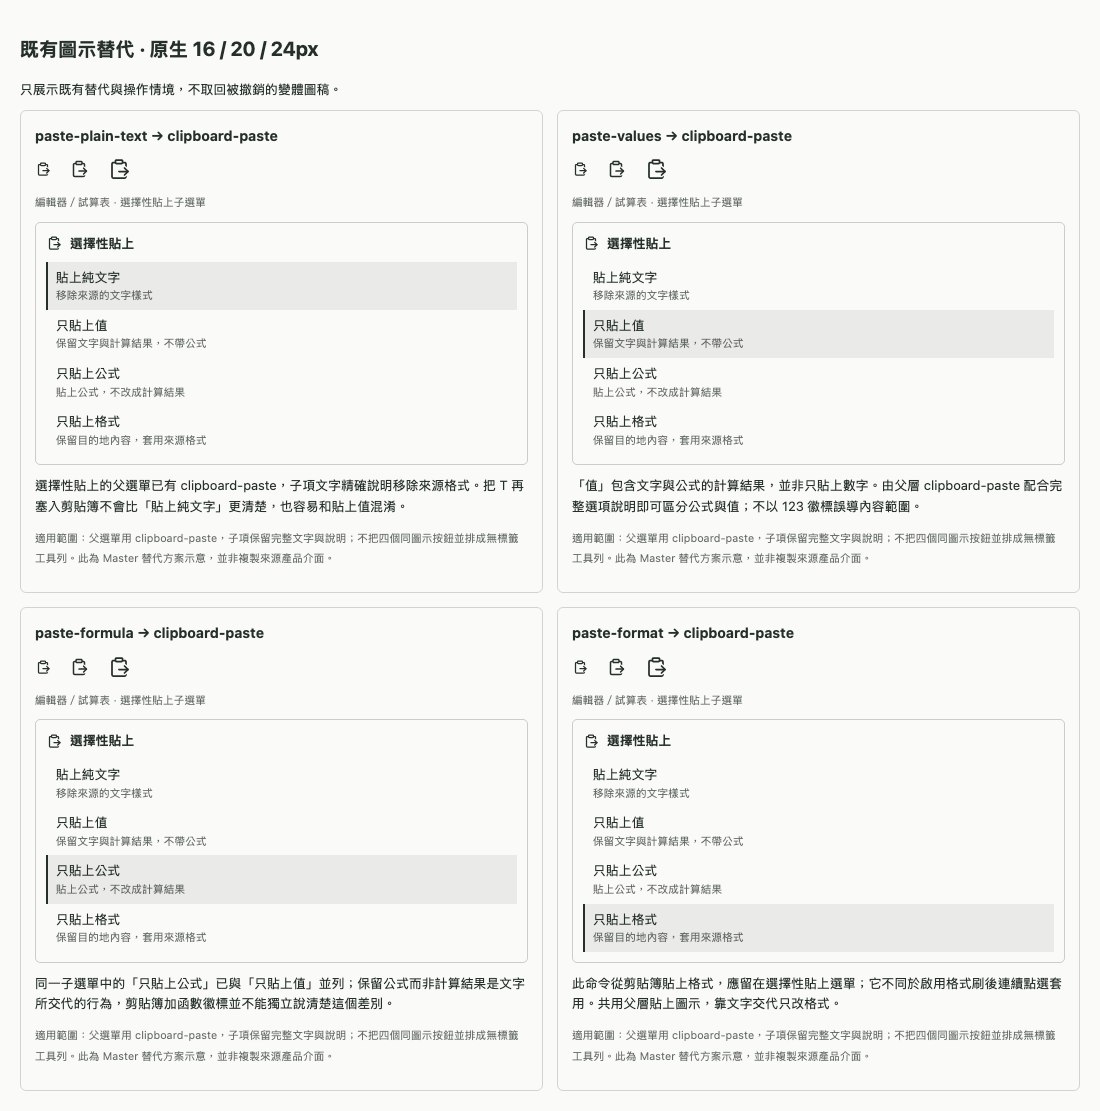 既有圖示替代 · 原生 16 / 20 / 24px
只展示既有替代與操作情境，不取回被撤銷的變體圖稿。
paste-plain-text → clipboard-paste
編輯器 / 試算表 · 選擇性貼上子選單
選擇性貼上
貼上純文字
移除來源的文字樣式
只貼上值
保留文字與計算結果，不帶公式
只貼上公式
貼上公式，不改成計算結果
只貼上格式
保留目的地內容，套用來源格式
選擇性貼上的父選單已有 clipboard-paste，子項文字精確說明移除來源格式。把 T 再
塞入剪貼簿不會比「貼上純文字」更清楚，也容易和貼上值混淆。
適用範圍：父選單用 clipboard-paste，子項保留完整文字與說明；不把四個同圖示按鈕並排成無標籤
工具列。此為 Master 替代方案示意，並非複製來源產品介面。
paste-values → clipboard-paste
編輯器 / 試算表 · 選擇性貼上子選單
選擇性貼上
貼上純文字
移除來源的文字樣式
只貼上值
保留文字與計算結果，不帶公式
只貼上公式
貼上公式，不改成計算結果
只貼上格式
保留目的地內容，套用來源格式
「值」包含文字與公式的計算結果，並非只貼上數字。由父層 clipboard-paste 配合完
整選項說明即可區分公式與值；不以 123 徽標誤導內容範圍。
適用範圍：父選單用 clipboard-paste，子項保留完整文字與說明；不把四個同圖示按鈕並排成無標籤
工具列。此為 Master 替代方案示意，並非複製來源產品介面。
paste-formula → clipboard-paste
編輯器 / 試算表 · 選擇性貼上子選單
選擇性貼上
貼上純文字
移除來源的文字樣式
只貼上值
保留文字與計算結果，不帶公式
只貼上公式
貼上公式，不改成計算結果
只貼上格式
保留目的地內容，套用來源格式
同一子選單中的「只貼上公式」已與「只貼上值」並列；保留公式而非計算結果是文字
所交代的行為，剪貼簿加函數徽標並不能獨立說清楚這個差別。
適用範圍：父選單用 clipboard-paste，子項保留完整文字與說明；不把四個同圖示按鈕並排成無標籤
工具列。此為 Master 替代方案示意，並非複製來源產品介面。
paste-format → clipboard-paste
編輯器 / 試算表 · 選擇性貼上子選單
選擇性貼上
貼上純文字
移除來源的文字樣式
只貼上值
保留文字與計算結果，不帶公式
只貼上公式
貼上公式，不改成計算結果
只貼上格式
保留目的地內容，套用來源格式
此命令從剪貼簿貼上格式，應留在選擇性貼上選單；它不同於啟用格式刷後連續點選套
用。共用父層貼上圖示，靠文字交代只改格式。
適用範圍：父選單用 clipboard-paste，子項保留完整文字與說明；不把四個同圖示按鈕並排成無標籤
工具列。此為 Master 替代方案示意，並非複製來源產品介面。